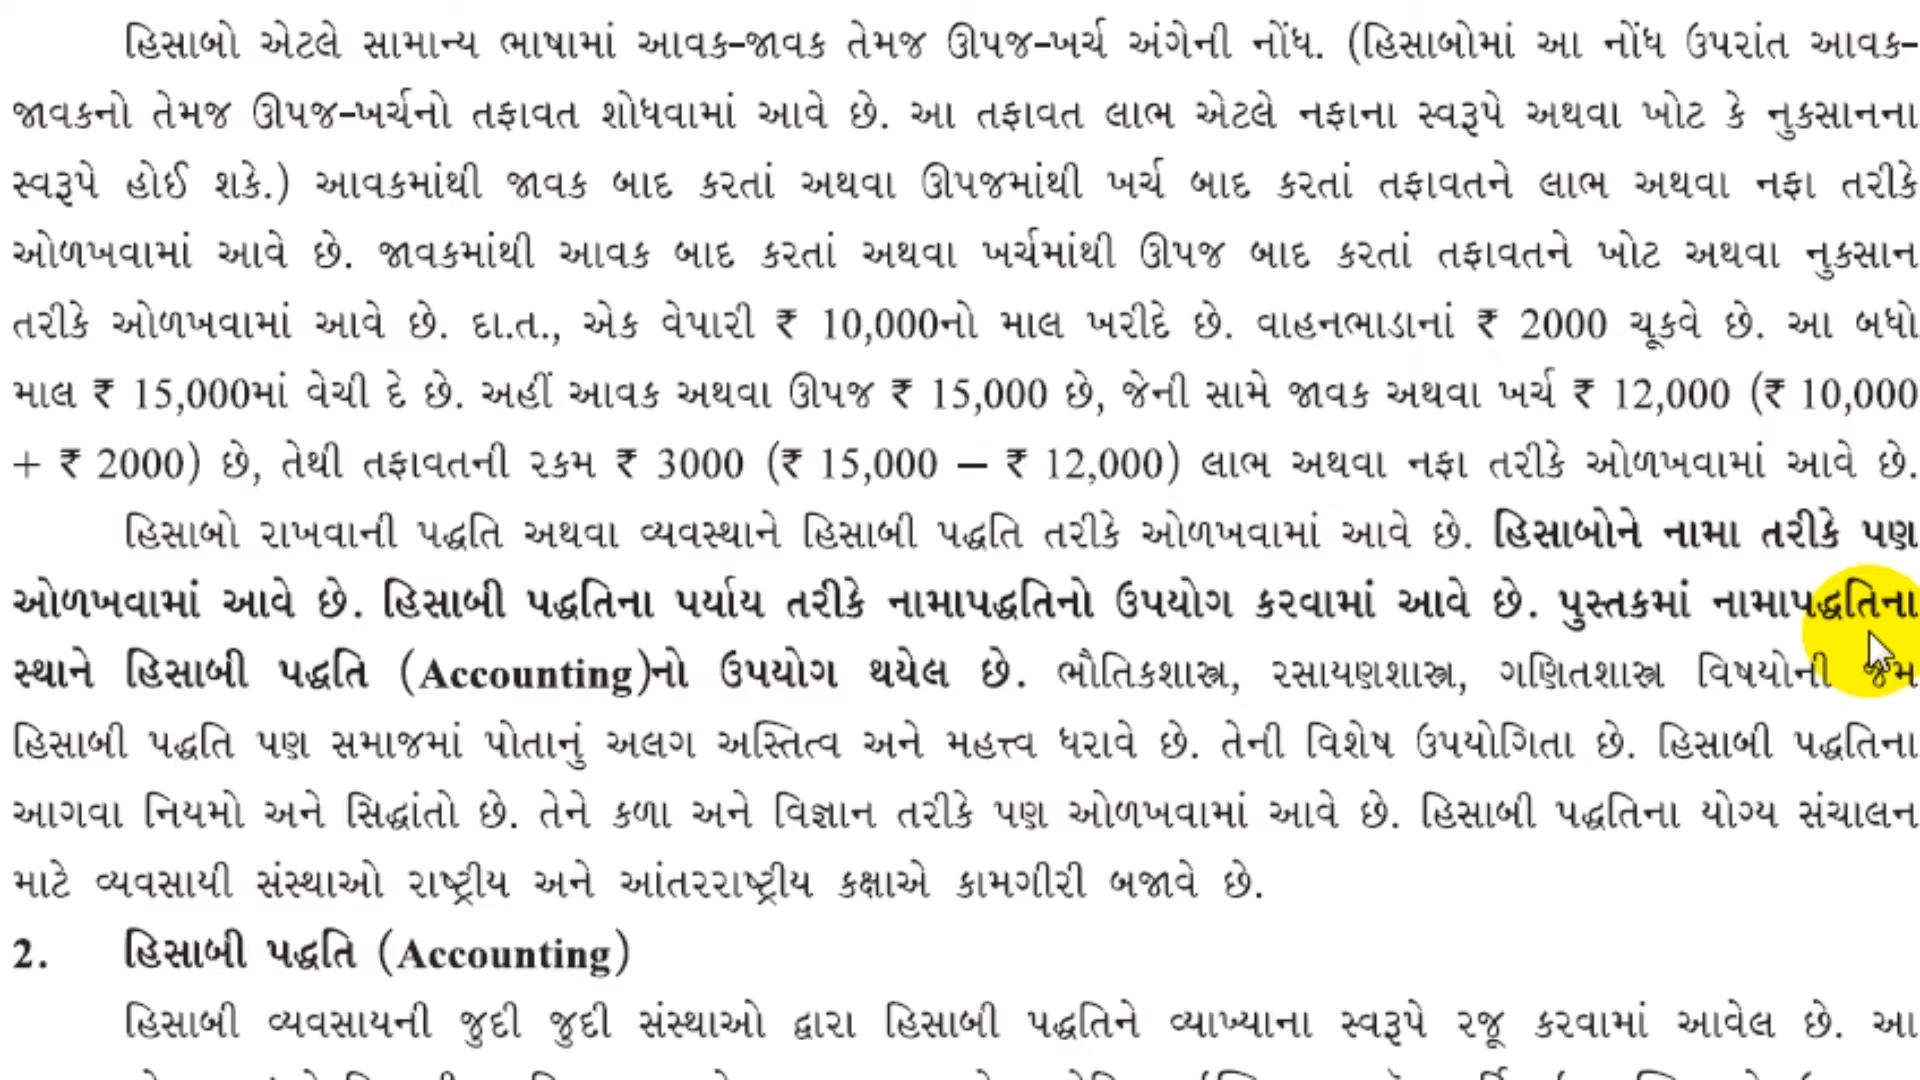 હિસાબો એટલે સામાન્ય ભાષામાં આવક-જાવક તેમજ ઊપજ-ખર્ચ અંગેની નોંધ. (હિસાબોમાં આ નોંધ ઉપરાંત આવક-
જાવકનો તેમજ ઊપજ-ખર્ચનો તફાવત શોધવામાં આવે છે. આ તફાવત લાભ એટલે નફાના સ્વરૂપે અથવા ખોટ કે નુકસાનના
સ્વરૂપે હોઈ શકે.) આવકમાંથી જાવક બાદ કરતાં અથવા ઊપજમાંથી ખર્ચ બાદ કરતાં તફાવતને લાભ અથવા નફા તરીકે
ઓળખવામાં આવે છે. જાવકમાંથી આવક બાદ કરતાં અથવા ખર્ચમાંથી ઊપજ બાદ કરતાં તફાવતને ખોટ અથવા નુકસાન
તરીકે ઓળખવામાં આવે છે. દા.ત., એક વેપારી ₹ 10,000નો માલ ખરીદે છે. વાહનભાડાનાં ₹ 2000 ચૂકવે છે. આ બધો
માલ ₹ 15,000માં વેચી દે છે. અહીં આવક અથવા ઊપજ ₹ 15,000 છે, જેની સામે જાવક અથવા ખર્ચ ₹ 12,000 (₹ 10,000
+ ₹ 2000) છે, તેથી તફાવતની રકમ ₹ 3000 (₹ 15,000 – ₹ 12,000) લાભ અથવા નફા તરીકે ઓળખવામાં આવે છે.
હિસાબો રાખવાની પદ્ધતિ અથવા વ્યવસ્થાને હિસાબી પદ્ધતિ તરીકે ઓળખવામાં આવે છે. હિસાબોને નામા તરીકે પણ
ઓળખવામાં આવે છે. હિસાબી પદ્ધતિના પર્યાય તરીકે નામાપદ્ધતિનો ઉપયોગ કરવામાં આવે છે. પુસ્તકમાં નામાપદ્ધતિના
સ્થાને હિસાબી પદ્ધતિ (Accounting)નો ઉપયોગ થયેલ છે. ભૌતિકશાસ્ત્ર, રસાયણશાસ્ત્ર, ગણિતશાસ્ત્ર વિષયોની જેમ
હિસાબી પદ્ધતિ પણ સમાજમાં પોતાનું અલગ અસ્તિત્વ અને મહત્ત્વ ધરાવે છે. તેની વિશેષ ઉપયોગિતા છે. હિસાબી પદ્ધતિના
આગવા નિયમો અને સિદ્ધાંતો છે. તેને કળા અને વિજ્ઞાન તરીકે પણ ઓળખવામાં આવે છે. હિસાબી પદ્ધતિના યોગ્ય સંચાલન
માટે વ્યવસાયી સંસ્થાઓ રાષ્ટ્રીય અને આંતરરાષ્ટ્રીય કક્ષાએ કામગીરી બજાવે છે.
2. હિસાબી પદ્ધતિ (Accounting)
હિસાબી વ્યવસાયની જુદી જુદી સંસ્થાઓ દ્વારા હિસાબી પદ્ધતિને વ્યાખ્યાના સ્વરૂપે રજૂ કરવામાં આવેલ છે. આ